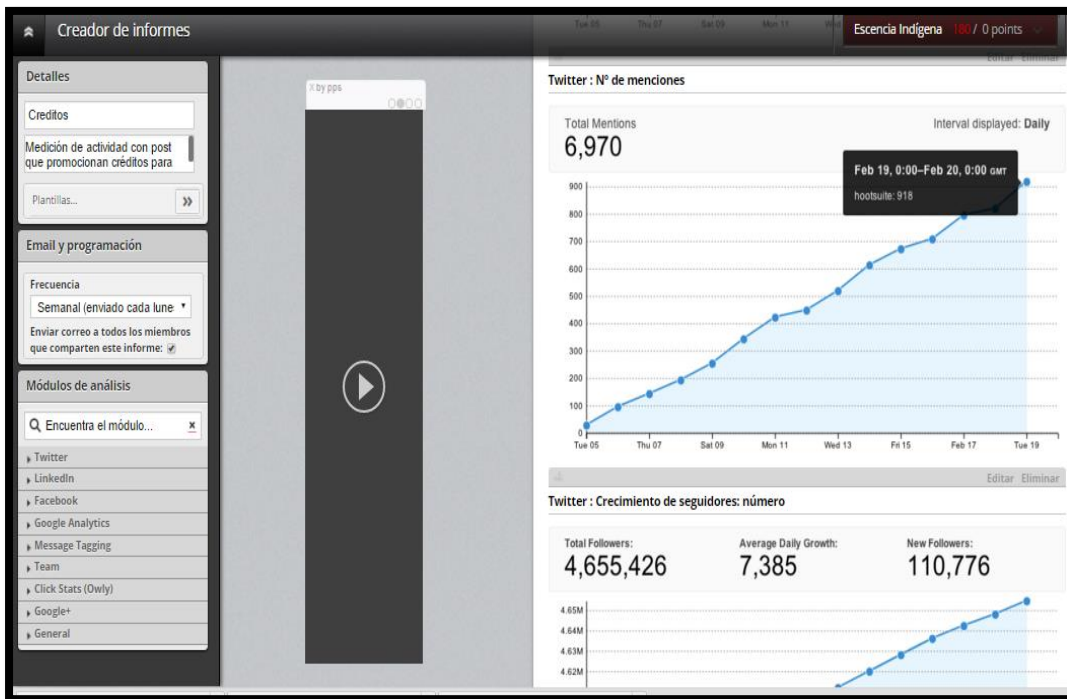 Creador de informes
Escencia Indígena 180 / 0 points
Detalles
Creditos
Medición de actividad con post
que promocionan créditos para
Plantillas...
Email y programación
Frecuencia
Semanal (enviado cada lune
Enviar correo a todos los miembros
que comparten este informe:
Módulos de análisis
Encuentra el módulo... x
Twitter
LinkedIn
Facebook
Google Analytics
Message Tagging
Team
Click Stats (Owly)
Google+
General
X by pps
Tue 05 Thu 07 Sat 09 Mon 11
Editar Eliminar
Twitter : Nº de menciones
Total Mentions
6,970
Interval displayed: Daily
Feb 19, 0:00–Feb 20, 0:00 GMT
hootsuite: 918
900
800
700
600
500
400
300
200
100
0
Tue 05 Thu 07 Sat 09 Mon 11 Wed 13 Fri 15 Feb 17 Tue 19
Editar Eliminar
Twitter : Crecimiento de seguidores: número
Total Followers: Average Daily Growth: New Followers:
4,655,426 7,385 110,776
4.65M
4.64M
4.63M
4.62M